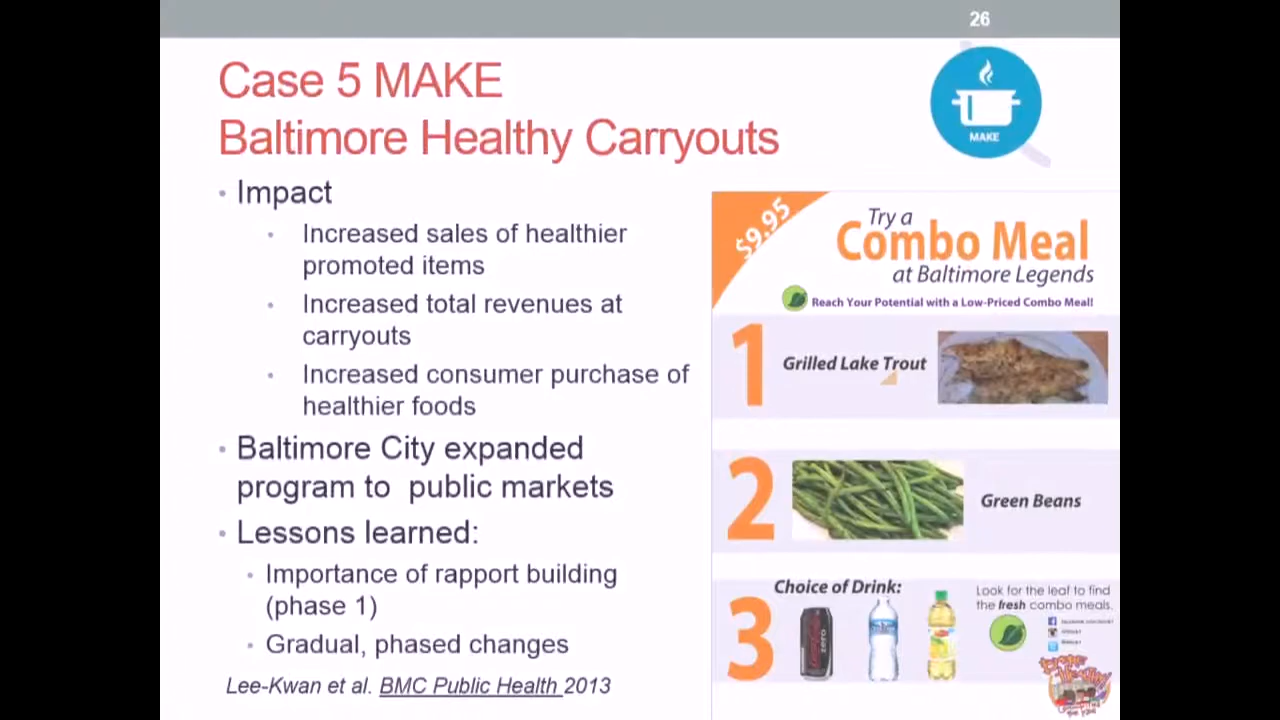 26
Case 5 MAKE
Baltimore Healthy Carryouts
MAKE
• Impact
• Increased sales of healthier
promoted items
• Increased total revenues at
carryouts
• Increased consumer purchase of
healthier foods
• Baltimore City expanded
program to public markets
• Lessons learned:
• Importance of rapport building
(phase 1)
• Gradual, phased changes
Lee-Kwan et al. BMC Public Health 2013
$9.95
Try a
Combo Meal
at Baltimore Legends
Reach Your Potential with a Low-Priced Combo Meal!
1
Grilled Lake Trout
2
Green Beans
3
Choice of Drink:
zero
Look for the leaf to find
the fresh combo meals.